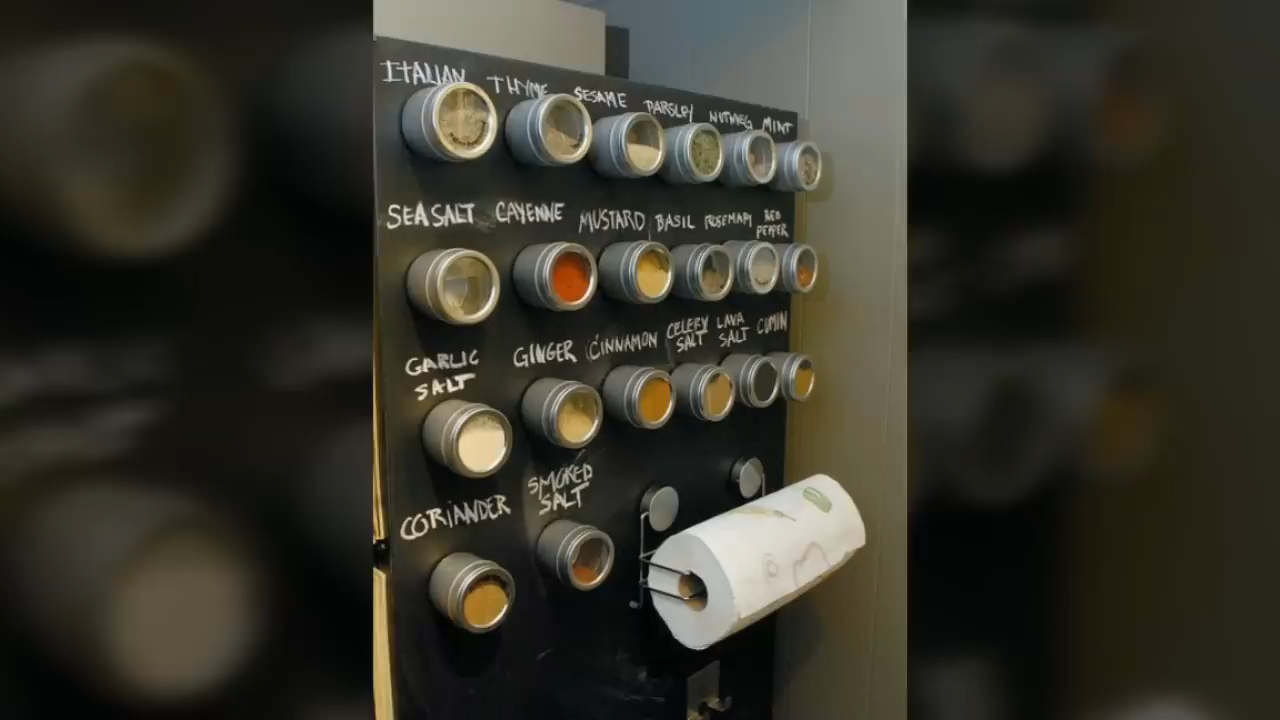 ITALIAN THYME SESAME PARSLEY NUTMEG MINT
SEA SALT CAYENNE MUSTARD BASIL ROSEMARY RED PEPPER
GARLIC SALT GINGER CINNAMON CELERY SALT LAVA SALT CUMIN
CORIANDER SMOKED SALT